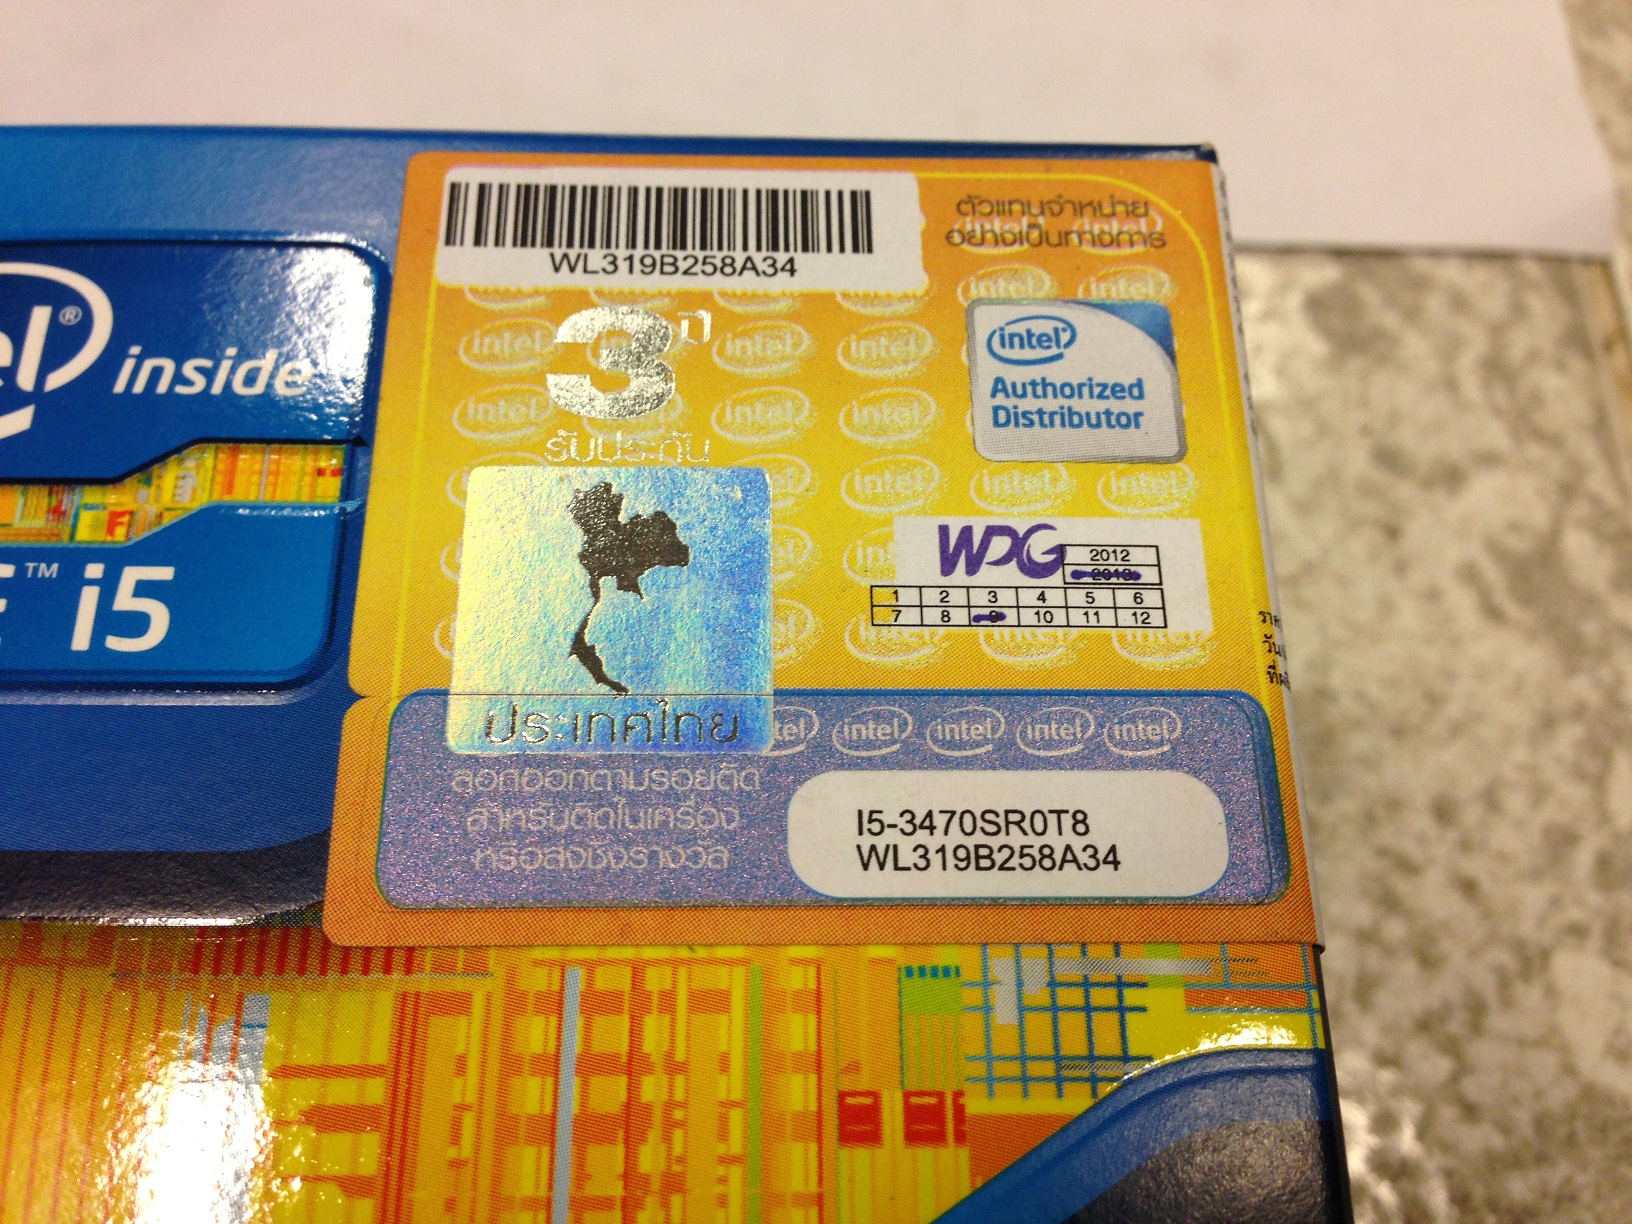 WL319B258A34
ตัวแทนจำหน่าย
อย่างเป็นทางการ
3 ปี
รับประกัน
intel
Authorized
Distributor
inside
™ i5
WDG
2012
2013
1 2 3 4 5 6
7 8 9 10 11 12
ประเทศไทย
intel intel intel intel
ลอกออกตามรอยตัด
สำหรับติดในเครื่อง
หรือส่งชิงรางวัล
I5-3470SR0T8
WL319B258A34